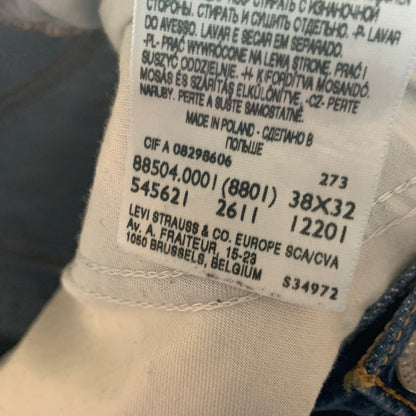 СТОРОНЫ. СТИРАТЬ И СУШИТЬ ОТДЕЛЬНО. -P- LAVAR
DO AVESSO. LAVAR E SECAR EM SEPARADO.
-PL- PRAĆ WYWRÓCONE NA LEWĄ STRONĘ. PRAĆ I
SUSZYĆ ODDZIELNIE. -H- KIFORDÍTVA MOSANDÓ.
MOSÁS ÉS SZÁRÍTÁS ELKÜLÖNÍTVE, -CZ- PERTE
NARUBY. PERTE A SUŠTE SAMOSTATNĚ.
MADE IN POLAND - СДЕЛАНО В
ПОЛЬШЕ
CIF A 08298606
273
88504.0001 (8801) 38X32
545621 2611 12201
LEVI STRAUSS & CO. EUROPE SCA/CVA
Av. A. FRAITEUR, 15-23
1050 BRUSSELS, BELGIUM
S34972